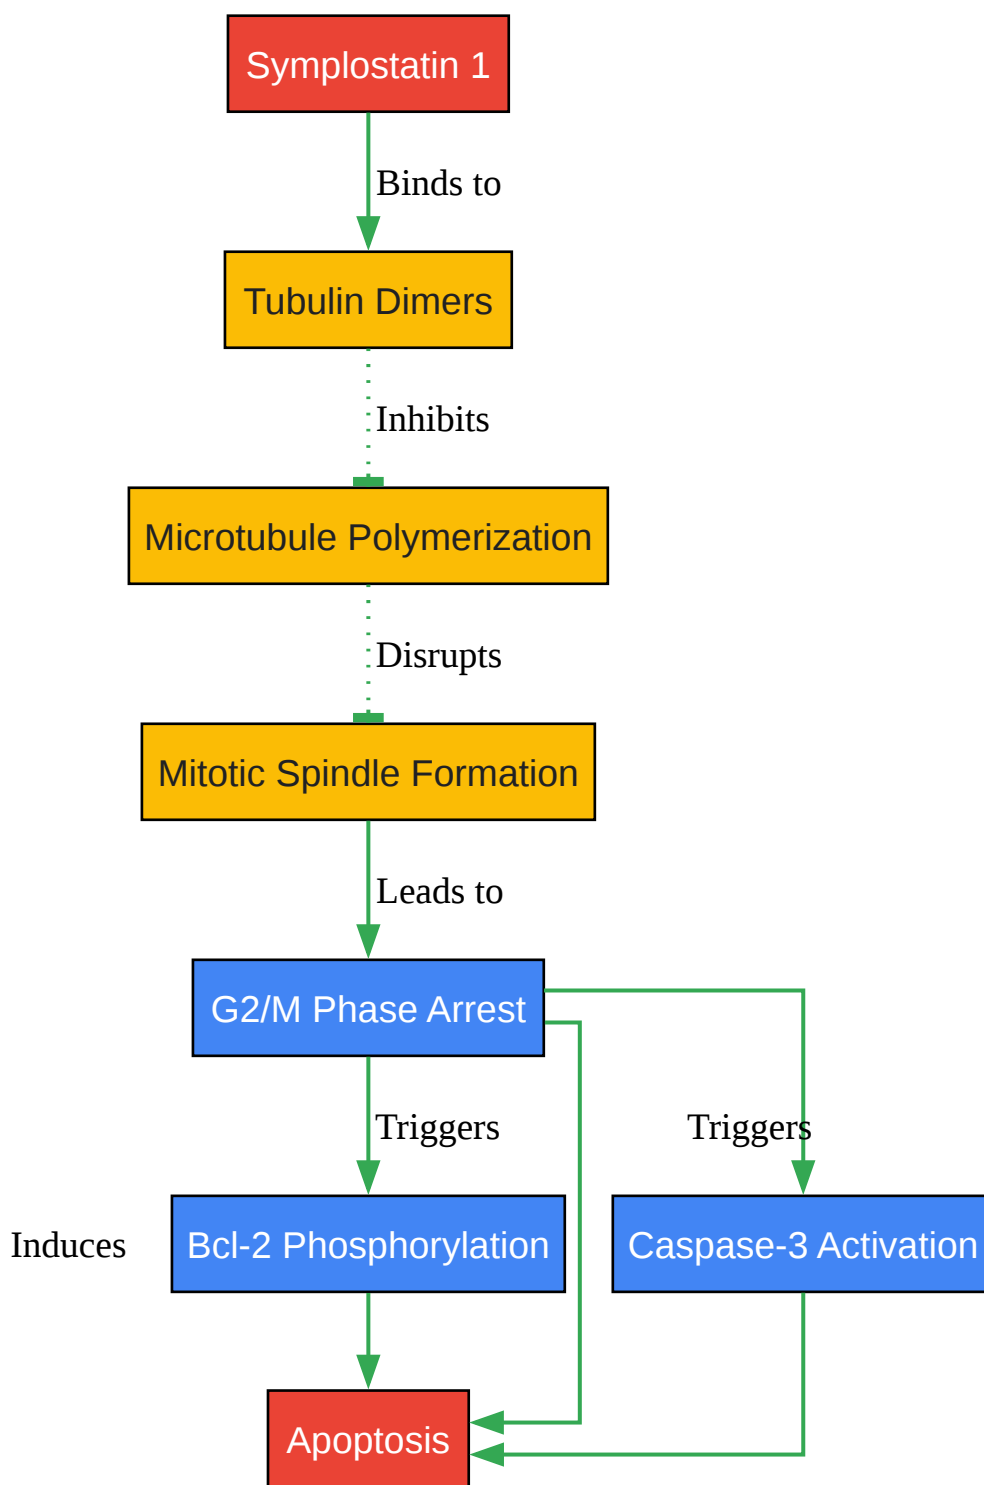 Symplostatin 1
Binds to
Tubulin Dimers
Inhibits
Microtubule Polymerization
Disrupts
Mitotic Spindle Formation
Leads to
G2/M Phase Arrest
Triggers
Triggers
Induces
Bcl-2 Phosphorylation
Caspase-3 Activation
Apoptosis